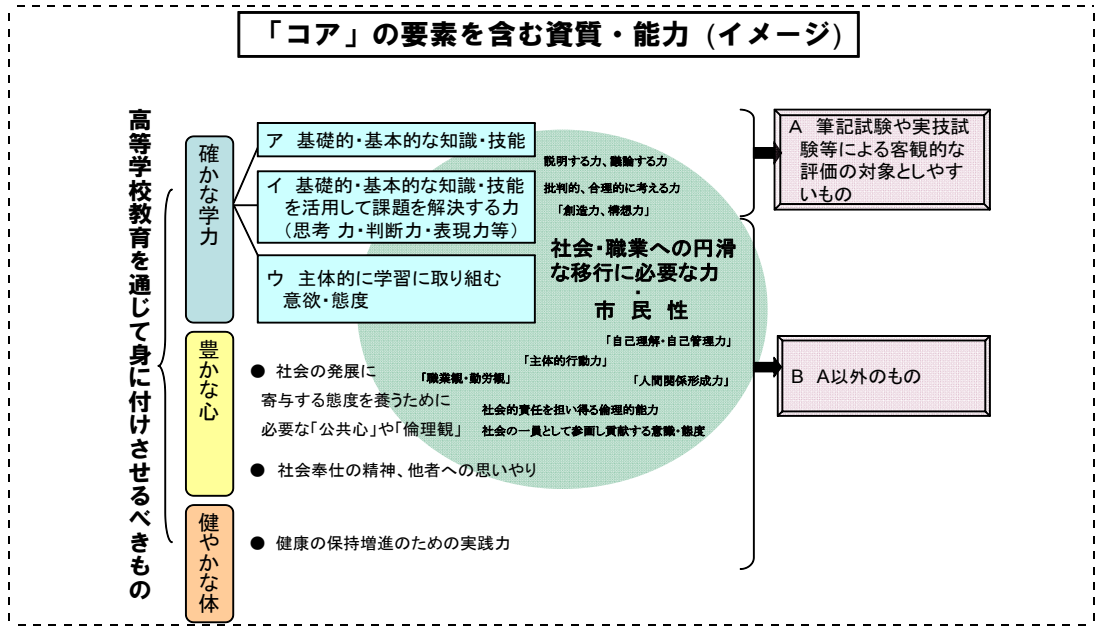 「コア」の要素を含む資質・能力 (イメージ)
高等学校教育を通じて身に付けさせるべきもの
確かな学力
ア 基礎的・基本的な知識・技能
イ 基礎的・基本的な知識・技能
を活用して課題を解決する力
（思考 力・判断力・表現力等）
ウ 主体的に学習に取り組む
意欲・態度
豊かな心
● 社会の発展に
寄与する態度を養うために
必要な「公共心」や「倫理観」
● 社会奉仕の精神、他者への思いやり
健やかな体
● 健康の保持増進のための実践力
説明する力、議論する力
批判的、合理的に考える力
「創造力、構想力」
社会・職業への円滑
な移行に必要な力
・
市 民 性
「自己理解・自己管理力」
「主体的行動力」
「職業観・勤労観」
「人間関係形成力」
社会的責任を担い得る倫理的能力
社会の一員として参画し貢献する意識・態度
A 筆記試験や実技試
験等による客観的な
評価の対象としやす
いもの
B A以外のもの